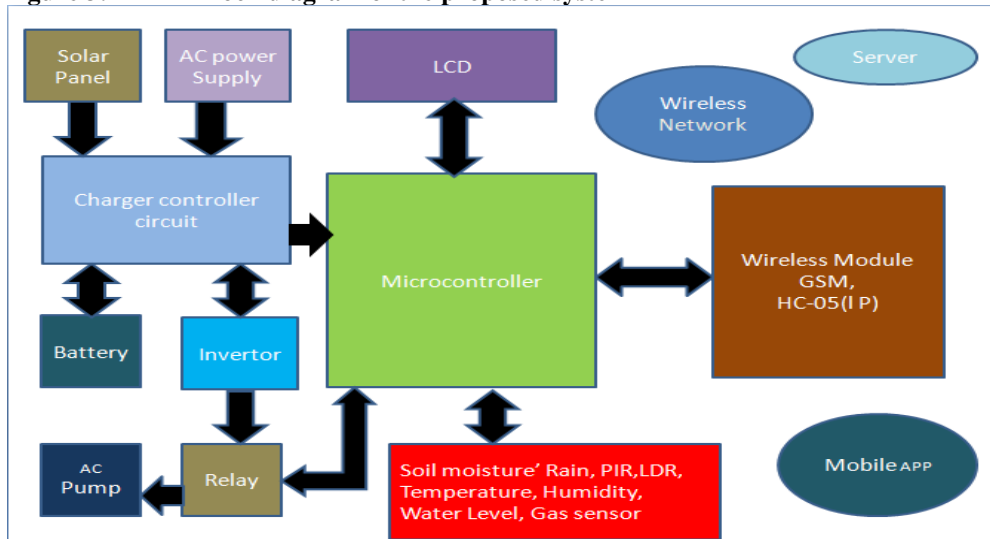 Solar
Panel
AC power
Supply
LCD
Server
Wireless
Network
Charger controller
circuit
Microcontroller
Wireless Module
GSM,
HC-05(l P)
Battery
Invertor
AC
Pump
Relay
Soil moisture’ Rain, PIR,LDR,
Temperature, Humidity,
Water Level, Gas sensor
Mobile APP